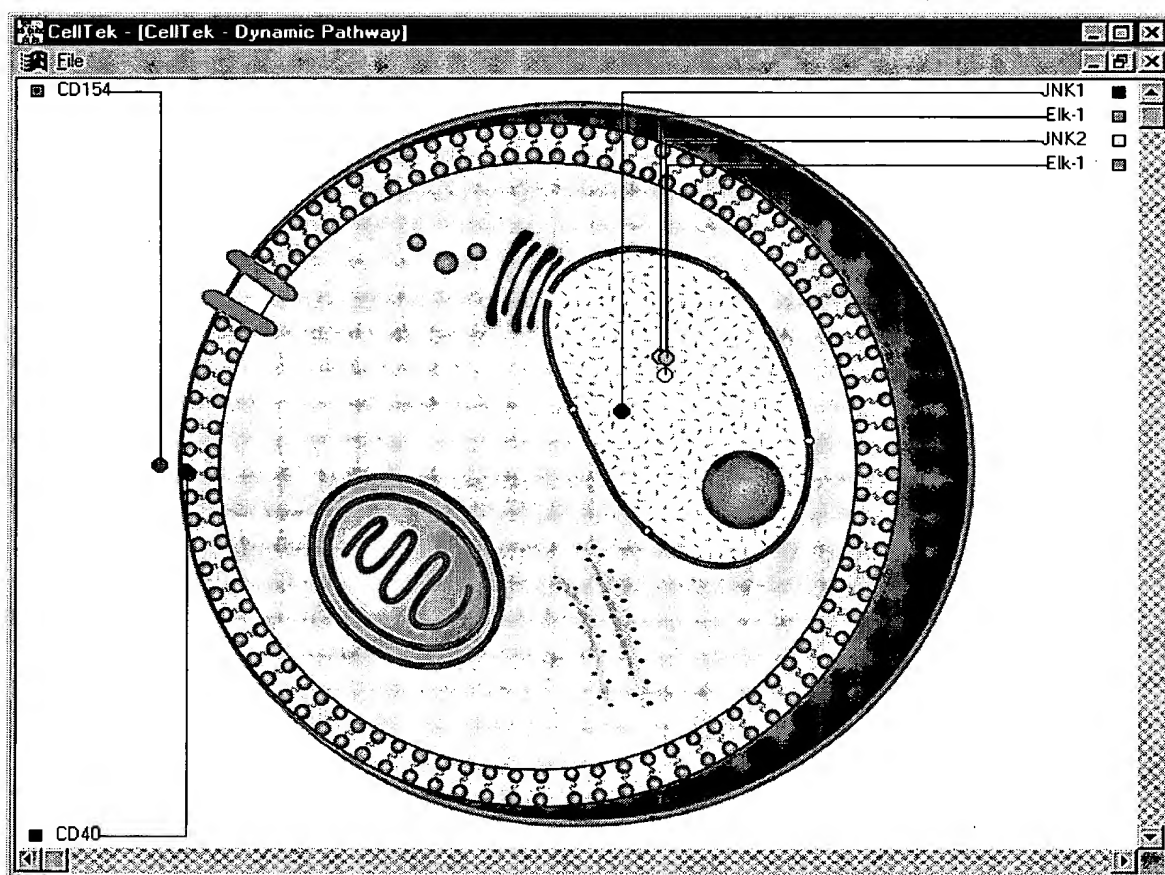 CellTek - [CellTek - Dynamic Pathway]
File
CD154
JNK1
Elk-1
JNK2
Elk-1
CD40